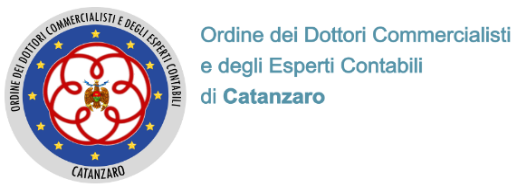 ORDINE DEI DOTTORI COMMERCIALISTI E DEGLI ESPERTI CONTABILI
CATANZARO
Ordine dei Dottori Commercialisti
e degli Esperti Contabili
di Catanzaro